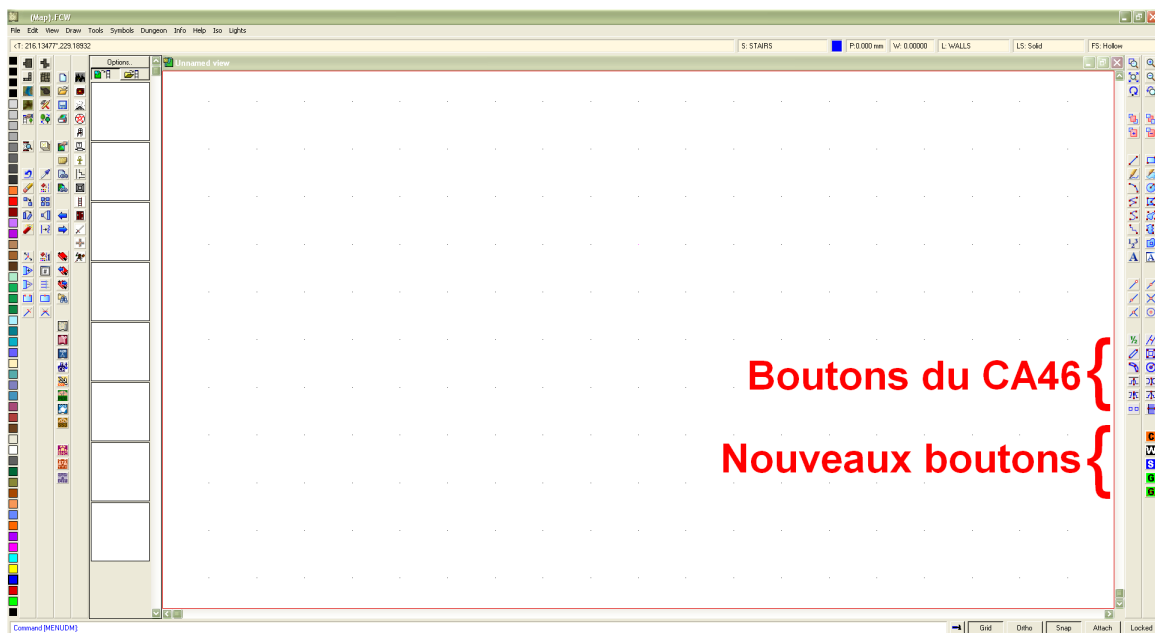 (Map).FCW
File Edit View Draw Tools Symbols Dungeon Info Help Iso Lights
<T: 216.13477",229.18932
S: STAIRS
P:0.000 mm
W: 0.00000
L: WALLS
LS: Solid
FS: Hollow
Options..
Unnamed view
Boutons du CA46 {
Nouveaux boutons {
C
W
S
G
G
Command [MENUDM]:
Grid Ortho Snap Attach Locked